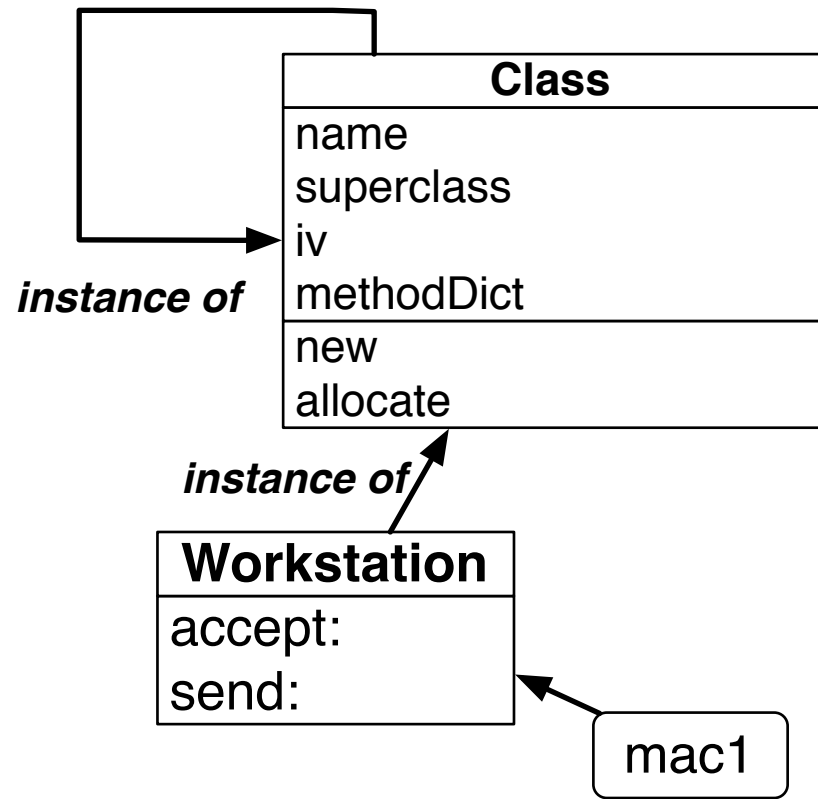 Class
name
superclass
iv
methodDict
instance of
new
allocate
instance of
Workstation
accept:
send:
mac1